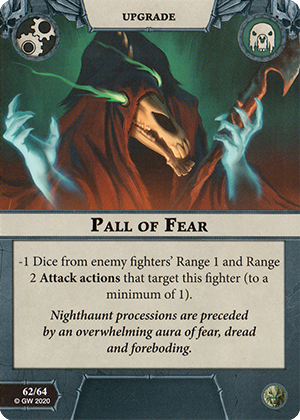 UPGRADE
PALL OF FEAR
-1 Dice from enemy fighters' Range 1 and Range
2 Attack actions that target this fighter (to a
minimum of 1).
Nighthaunt processions are preceded
by an overwhelming aura of fear, dread
and foreboding.
62/64
© GW 2020